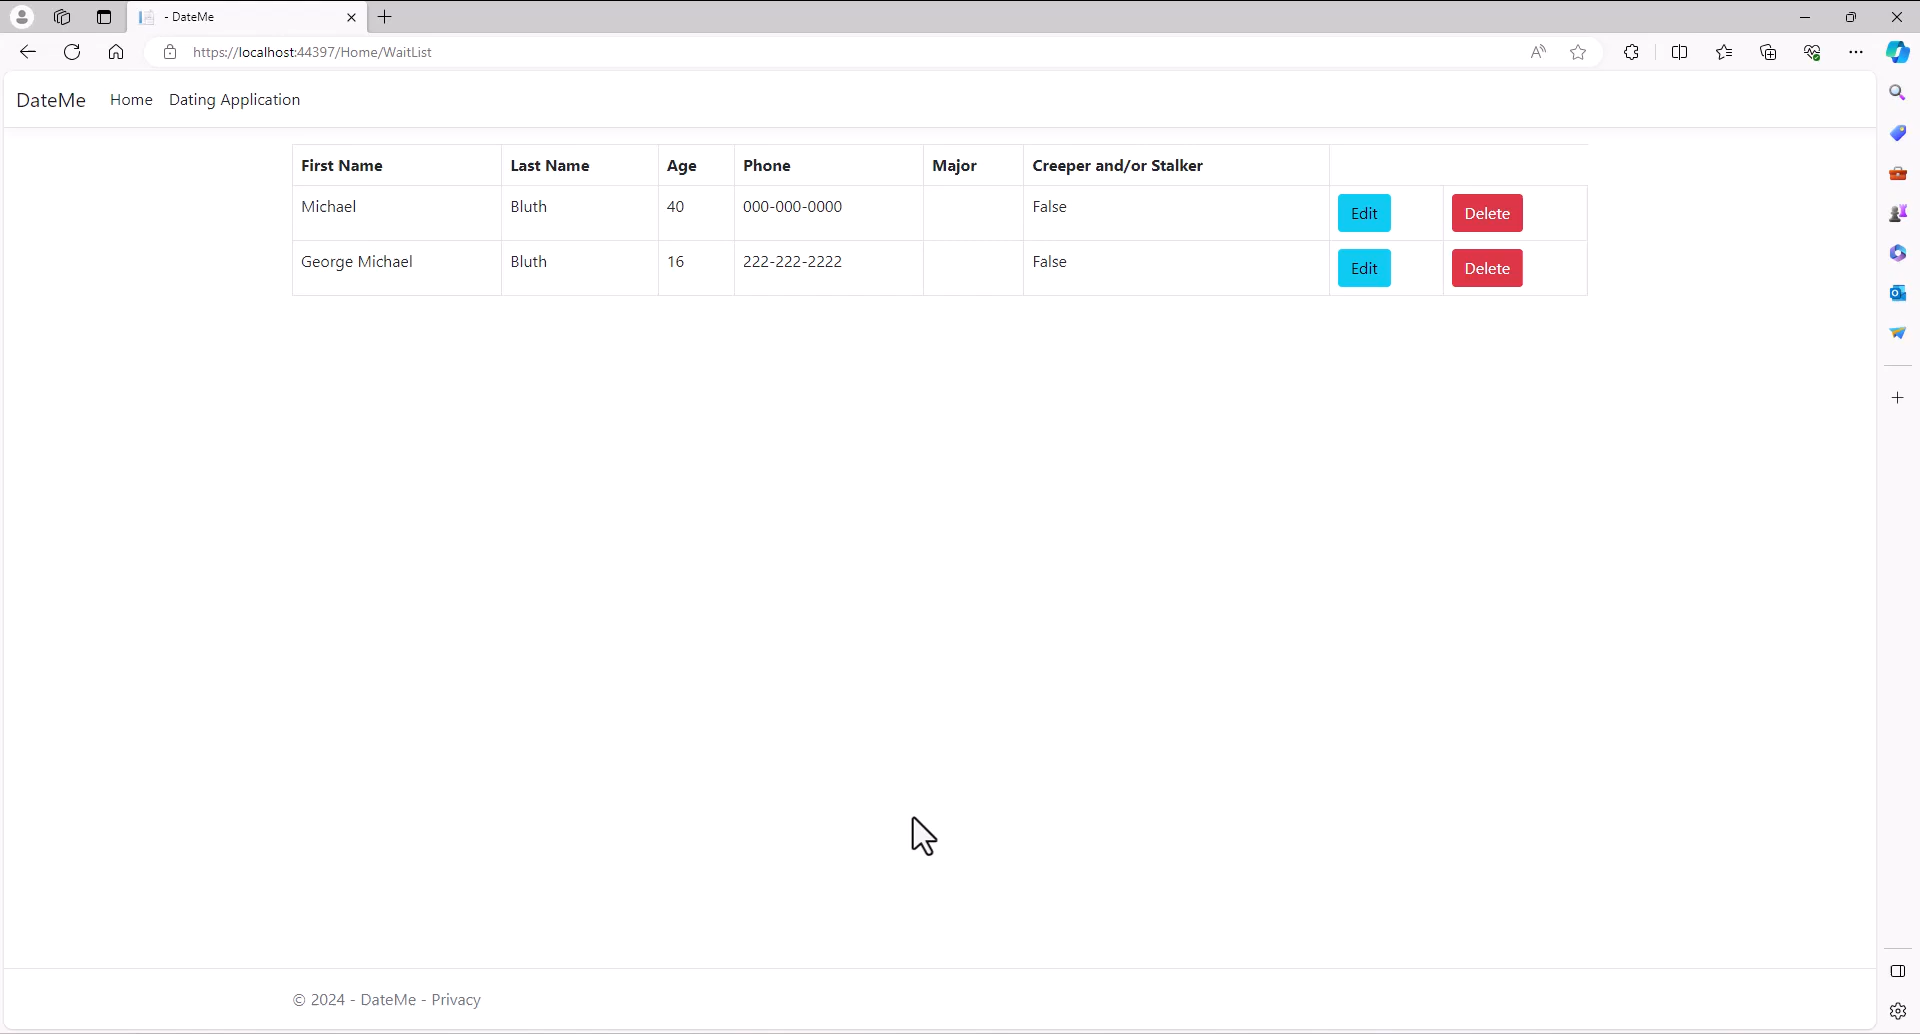 - DateMe
https://localhost:44397/Home/WaitList
DateMe Home Dating Application
First Name Last Name Age Phone Major Creeper and/or Stalker
Michael Bluth 40 000-000-0000 False Edit Delete
George Michael Bluth 16 222-222-2222 False Edit Delete
© 2024 - DateMe - Privacy